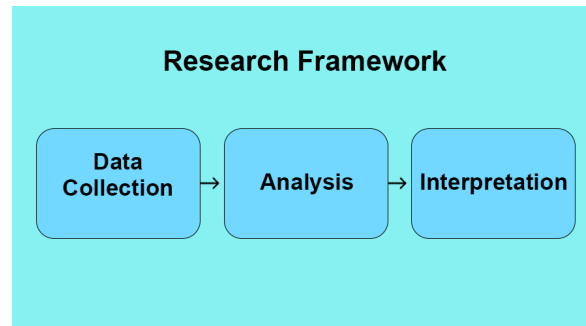 Research Framework
Data
Collection
Analysis
Interpretation